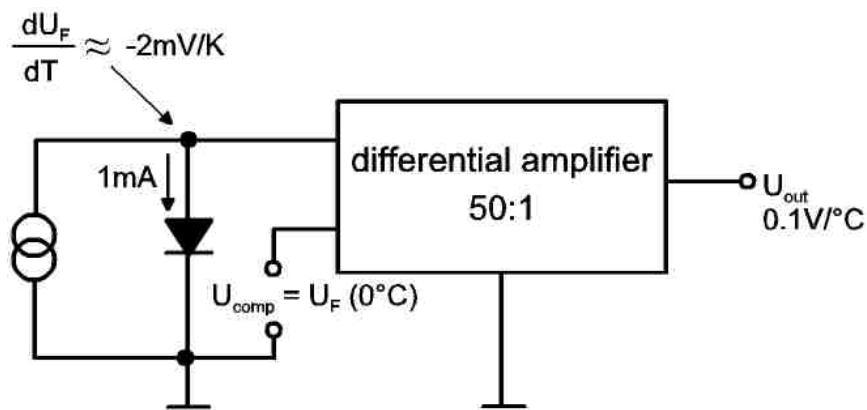 dU_F
dT
≈ -2mV/K
1mA
differential amplifier
50:1
U_out
0.1V/°C
U_comp = U_F (0°C)